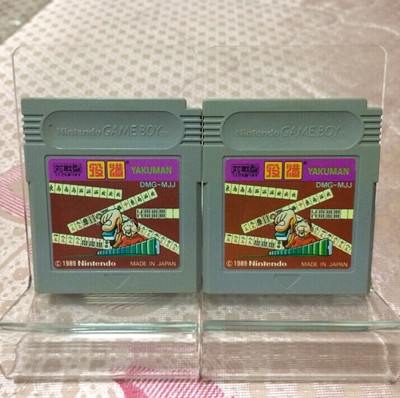 Nintendo GAME BOY
役満 YAKUMAN
DMG-MJJ
©1989 Nintendo MADE IN JAPAN
Nintendo GAME BOY
役満 YAKUMAN
DMG-MJJ
©1989 Nintendo MADE IN JAPAN